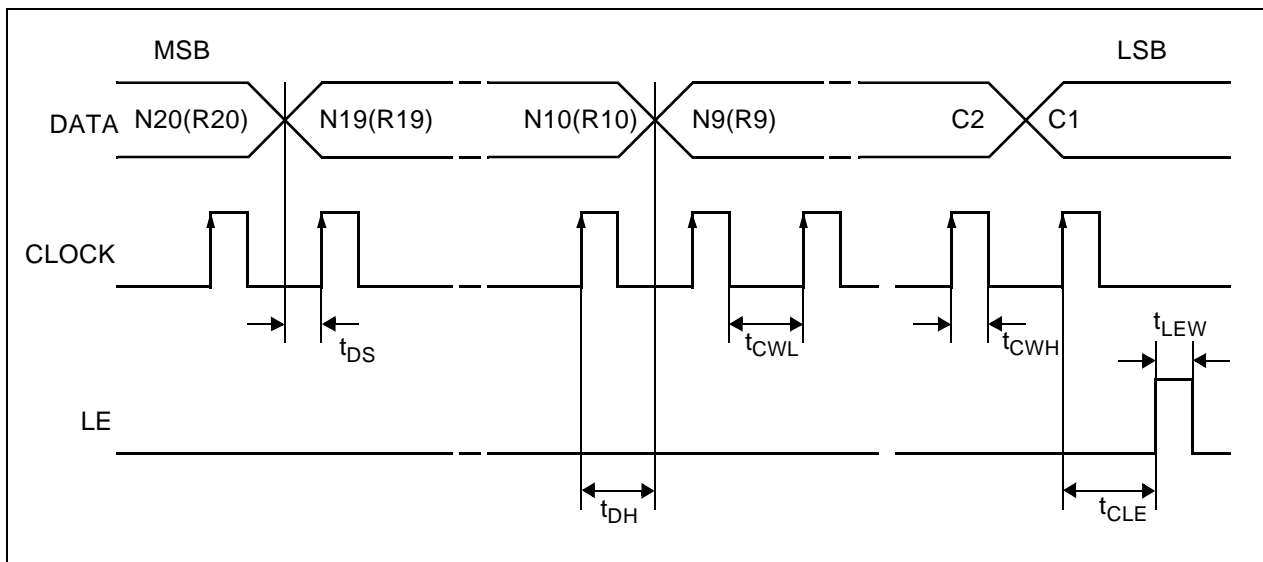 MSB LSB
DATA N20(R20) N19(R19) N10(R10) N9(R9) C2 C1
CLOCK
tDS tCWL tCWH tLEW
LE
tDH tCLE